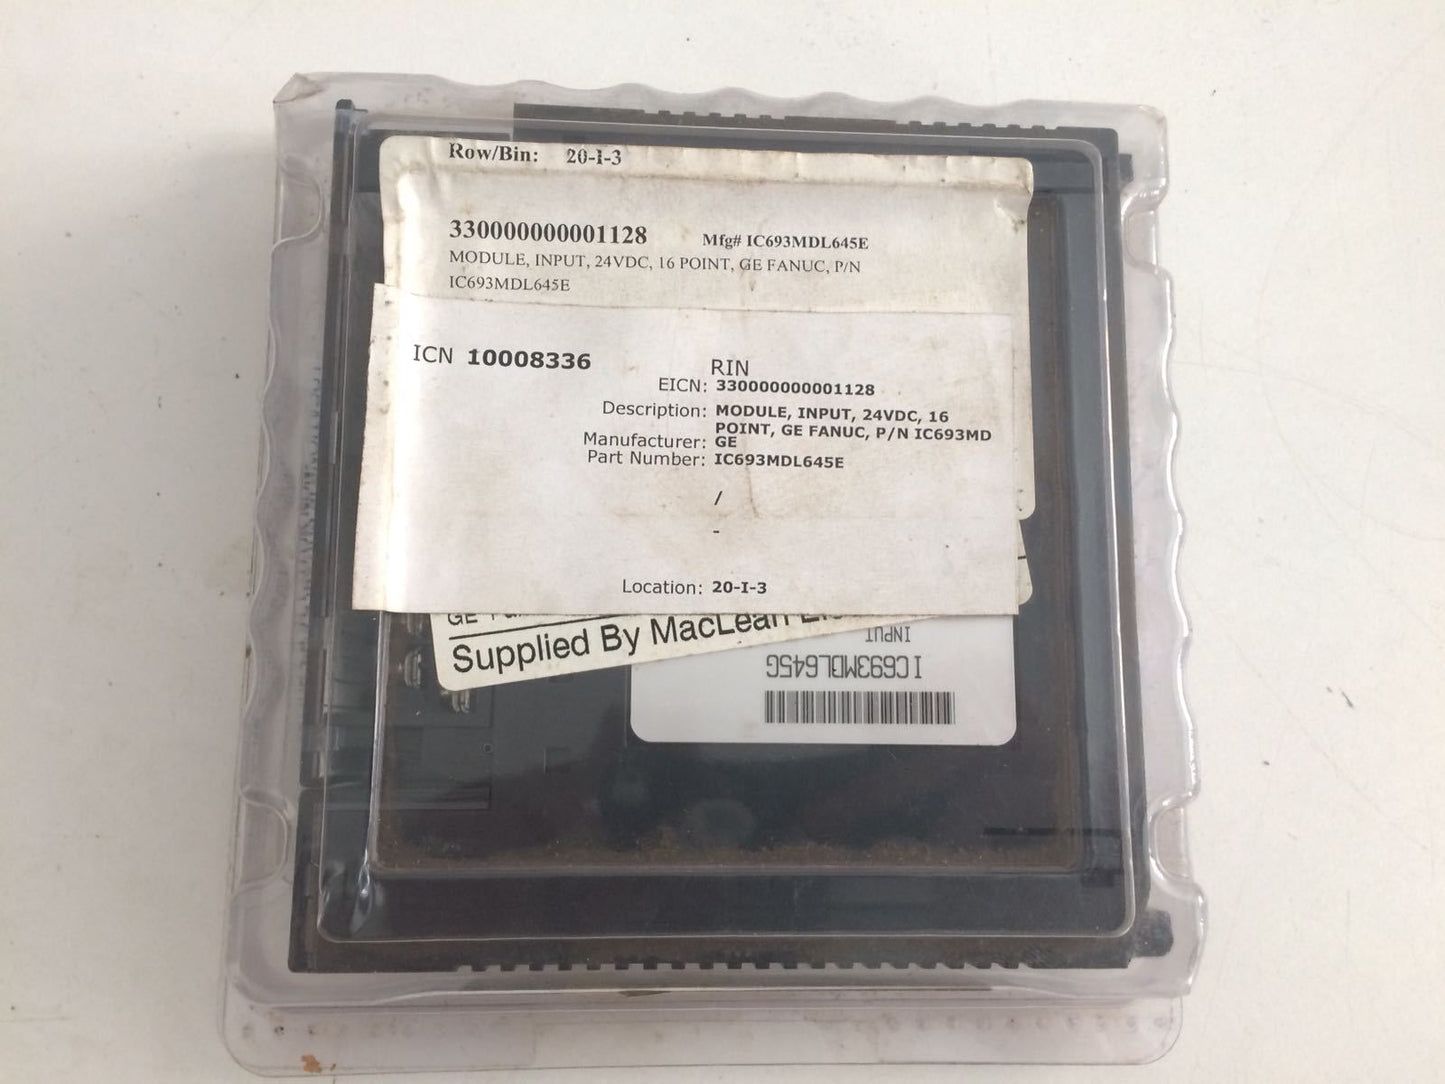 Row/Bin: 20-I-3
330000000001128 Mfg# IC693MDL645E
MODULE, INPUT, 24VDC, 16 POINT, GE FANUC, P/N
IC693MDL645E
ICN 10008336 RIN
EICN: 330000000001128
Description: MODULE, INPUT, 24VDC, 16
POINT, GE FANUC, P/N IC693MD
Manufacturer: GE
Part Number: IC693MDL645E
/
-
Location: 20-I-3
GE
Supplied By MacLean
INPUT
IC693MDL645G